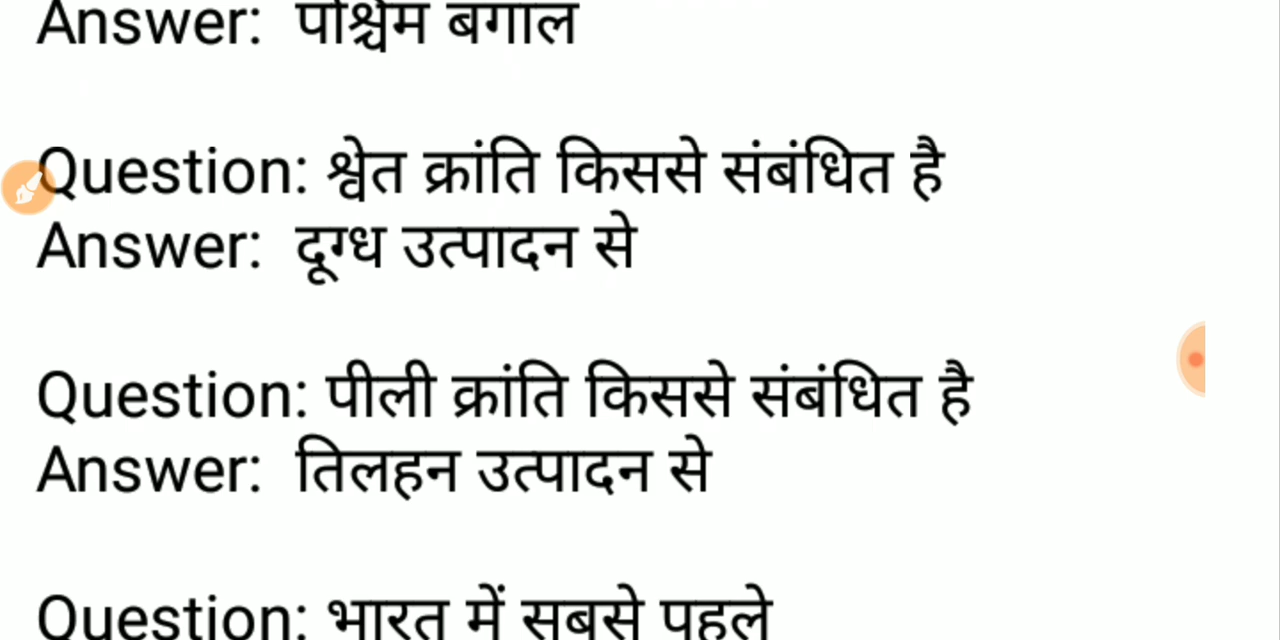 Answer: पश्चिम बंगाल
Question: श्वेत क्रांति किससे संबंधित है
Answer: दूग्ध उत्पादन से
Question: पीली क्रांति किससे संबंधित है
Answer: तिलहन उत्पादन से
Question: भारत में सबसे पहले